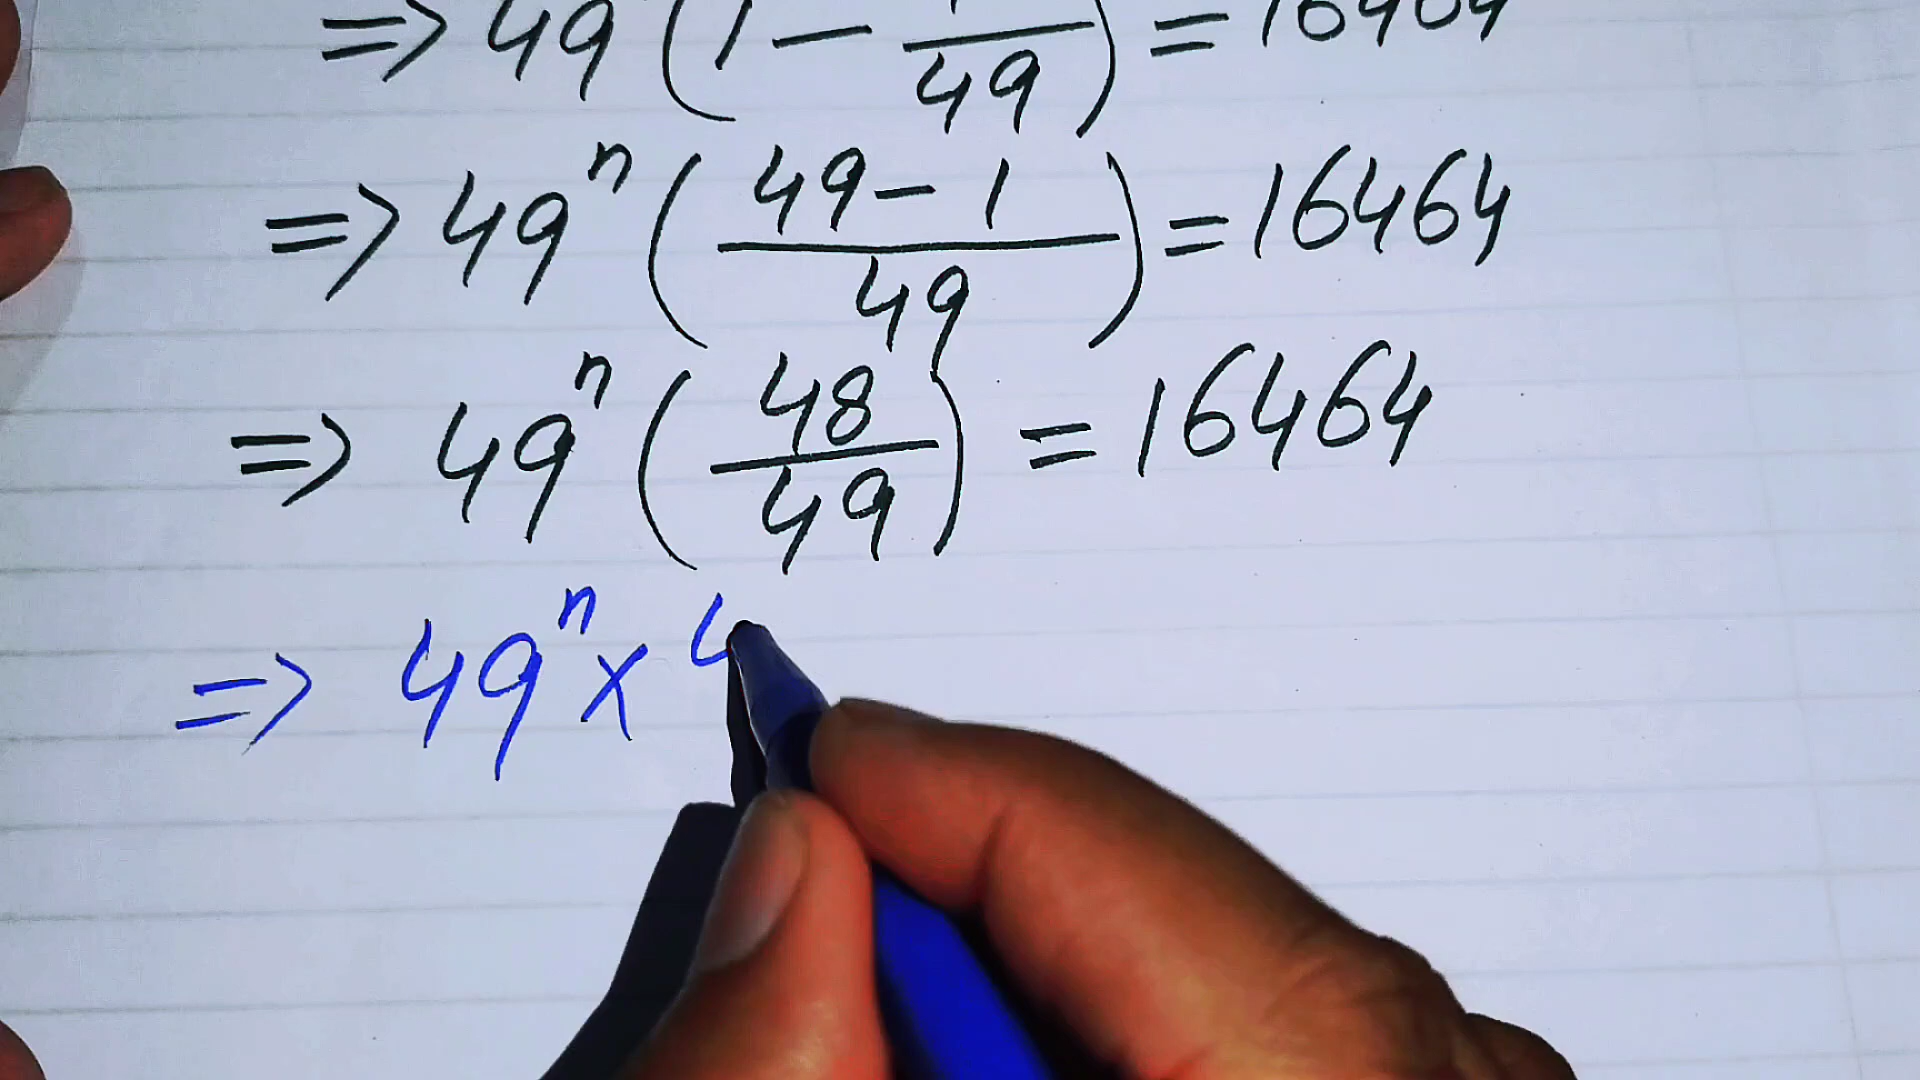 => 49 (1 - 1/49) = 16464
=> 49ⁿ ((49 - 1)/49) = 16464
=> 49ⁿ (48/49) = 16464
=> 49ⁿ × 4